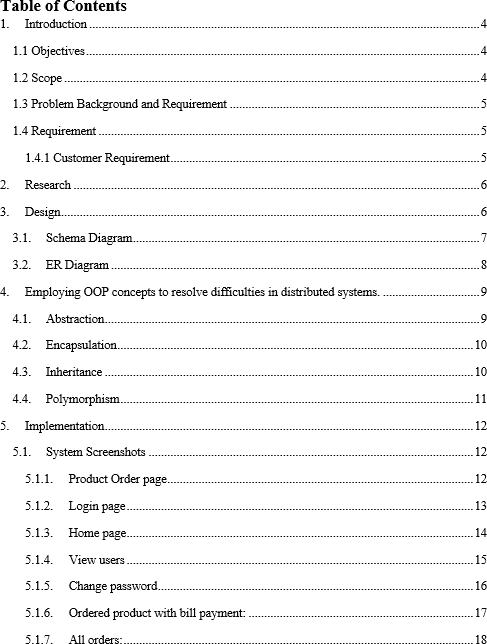 Table of Contents
1. Introduction 4
1.1 Objectives 4
1.2 Scope 4
1.3 Problem Background and Requirement 5
1.4 Requirement 5
1.4.1 Customer Requirement 5
2. Research 6
3. Design 6
3.1. Schema Diagram 7
3.2. ER Diagram 8
4. Employing OOP concepts to resolve difficulties in distributed systems. 9
4.1. Abstraction 9
4.2. Encapsulation 10
4.3. Inheritance 10
4.4. Polymorphism 11
5. Implementation 12
5.1. System Screenshots 12
5.1.1. Product Order page 12
5.1.2. Login page 13
5.1.3. Home page 14
5.1.4. View users 15
5.1.5. Change password 16
5.1.6. Ordered product with bill payment: 17
5.1.7. All orders: 18